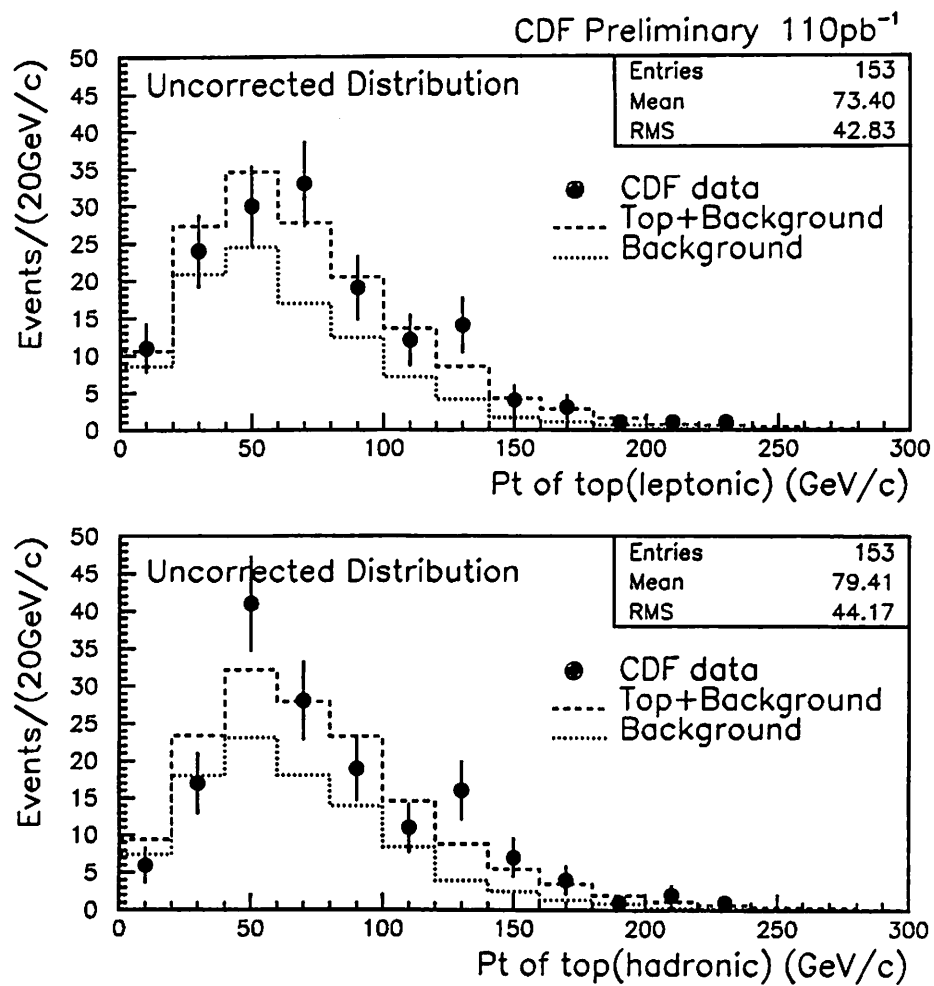 CDF Preliminary 110pb⁻¹
Uncorrected Distribution
Entries 153
Mean 73.40
RMS 42.83
CDF data
Top+Background
Background
Events/(20GeV/c)
50
45
40
35
30
25
20
15
10
5
0
0 50 100 150 200 250 300
Pt of top(leptonic) (GeV/c)
Uncorrected Distribution
Entries 153
Mean 79.41
RMS 44.17
CDF data
Top+Background
Background
Events/(20GeV/c)
50
45
40
35
30
25
20
15
10
5
0
0 50 100 150 200 250 300
Pt of top(hadronic) (GeV/c)